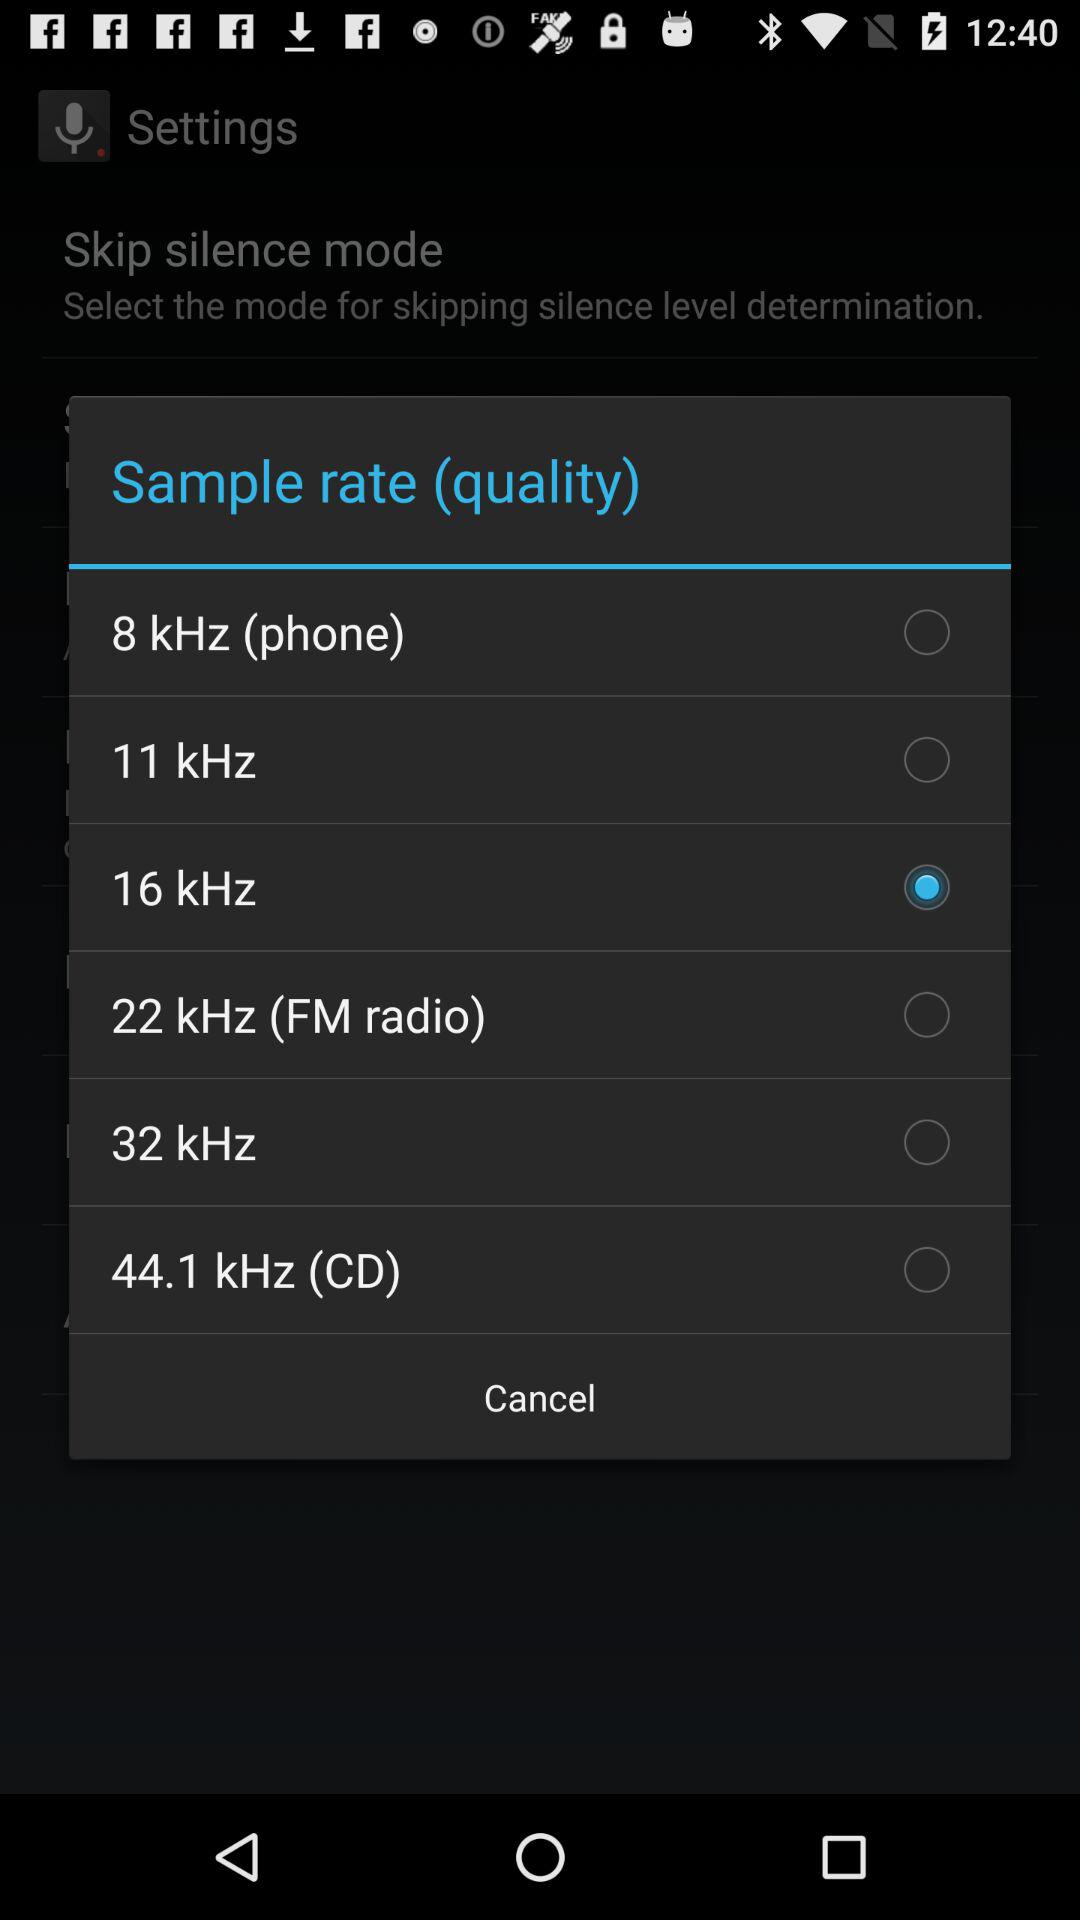 FAKE
12:40
Settings
Skip silence mode
Select the mode for skipping silence level determination.
Sample rate (quality)
8 kHz (phone)
11 kHz
16 kHz
22 kHz (FM radio)
32 kHz
44.1 kHz (CD)
Cancel